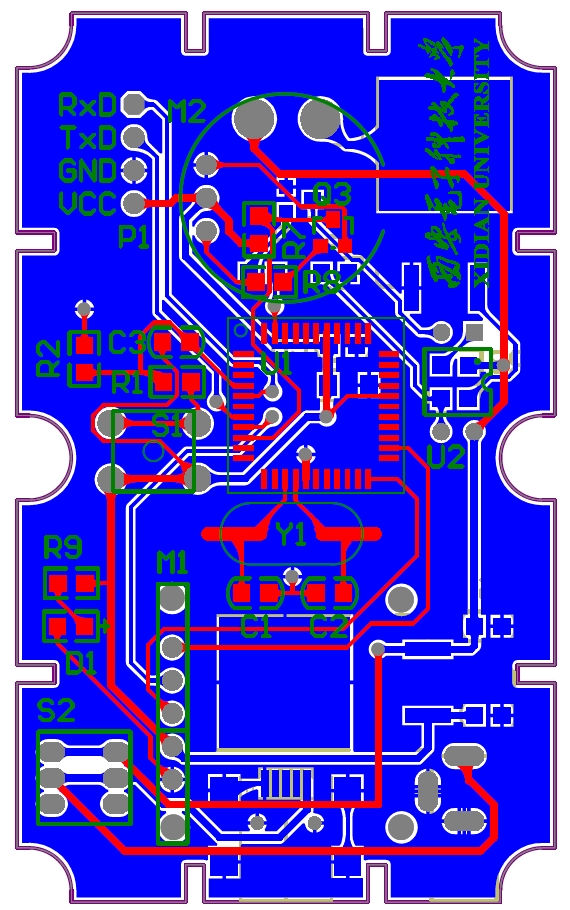 RxD
TxD
GND
VCC
P1
M2
Q3
R7
R8
西安电子科技大学
XIDIAN UNIVERSITY
R2
C3
R1
U1
S1
U2
Y1
R9
M1
C1
C2
D1
S2